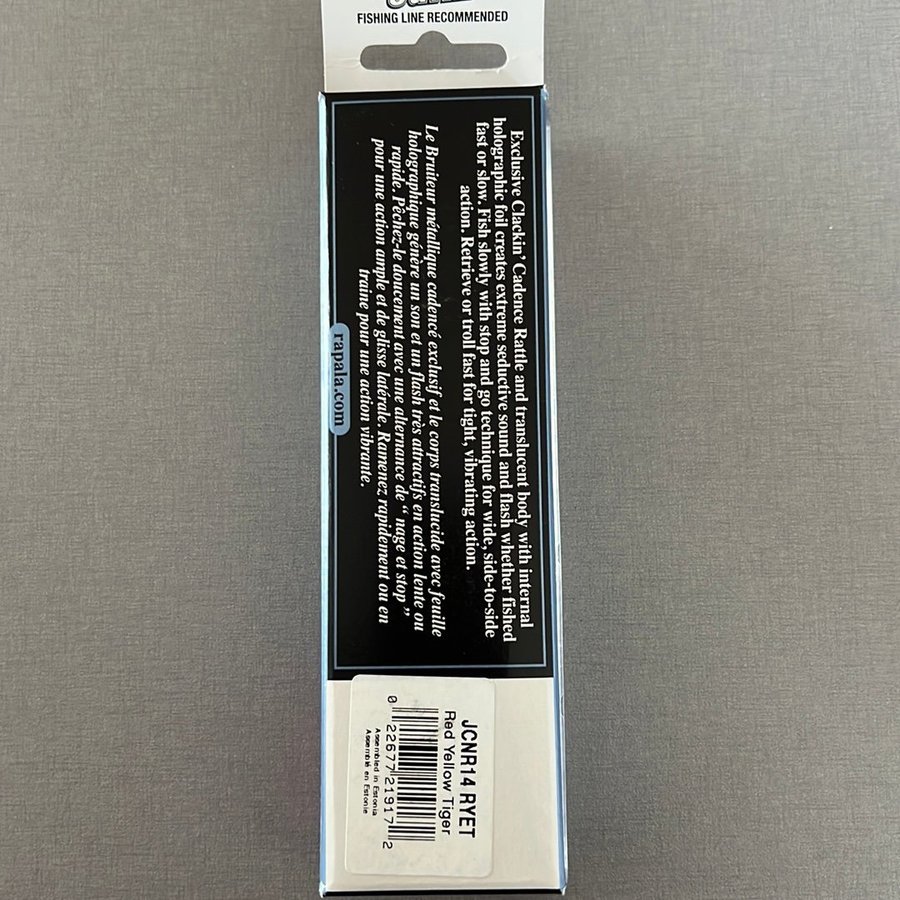 FISHING LINE RECOMMENDED
Exclusive Clackin' Cadence Rattle and translucent body with internal
holographic foil creates extreme seductive sound and flash whether fished
fast or slow. Fish slowly with stop and go technique for wide, side-to-side
action. Retrieve or troll fast for tight, vibrating action.
Le Bruiteur métallique cadencé exclusif et le corps translucide avec feuille
holographique génère un son et un flash très attractifs en action lente ou
rapide. Pêchez-le doucement avec une alternance de “ nage et stop ”
pour une action ample et de glisse latérale. Ramenez rapidement ou en
traine pour une action vibrante.
rapala.com
JCNR14 RYET
Red Yellow Tiger
0 22677 21917 2
Assembled in Estonia
Assemblé en Estonie